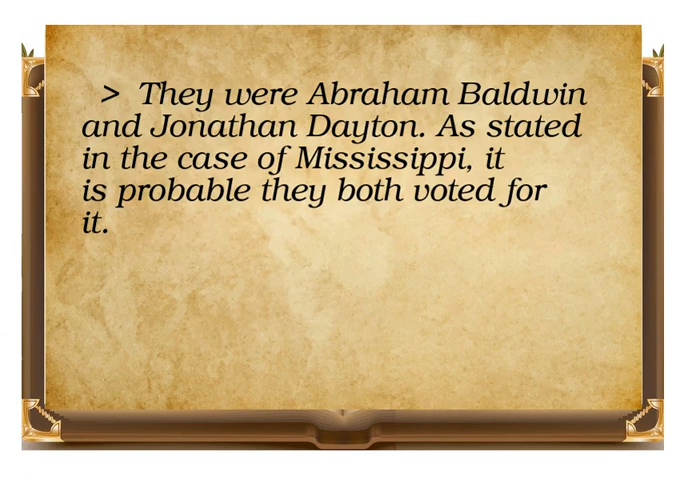 > They were Abraham Baldwin
and Jonathan Dayton. As stated
in the case of Mississippi, it
is probable they both voted for
it.